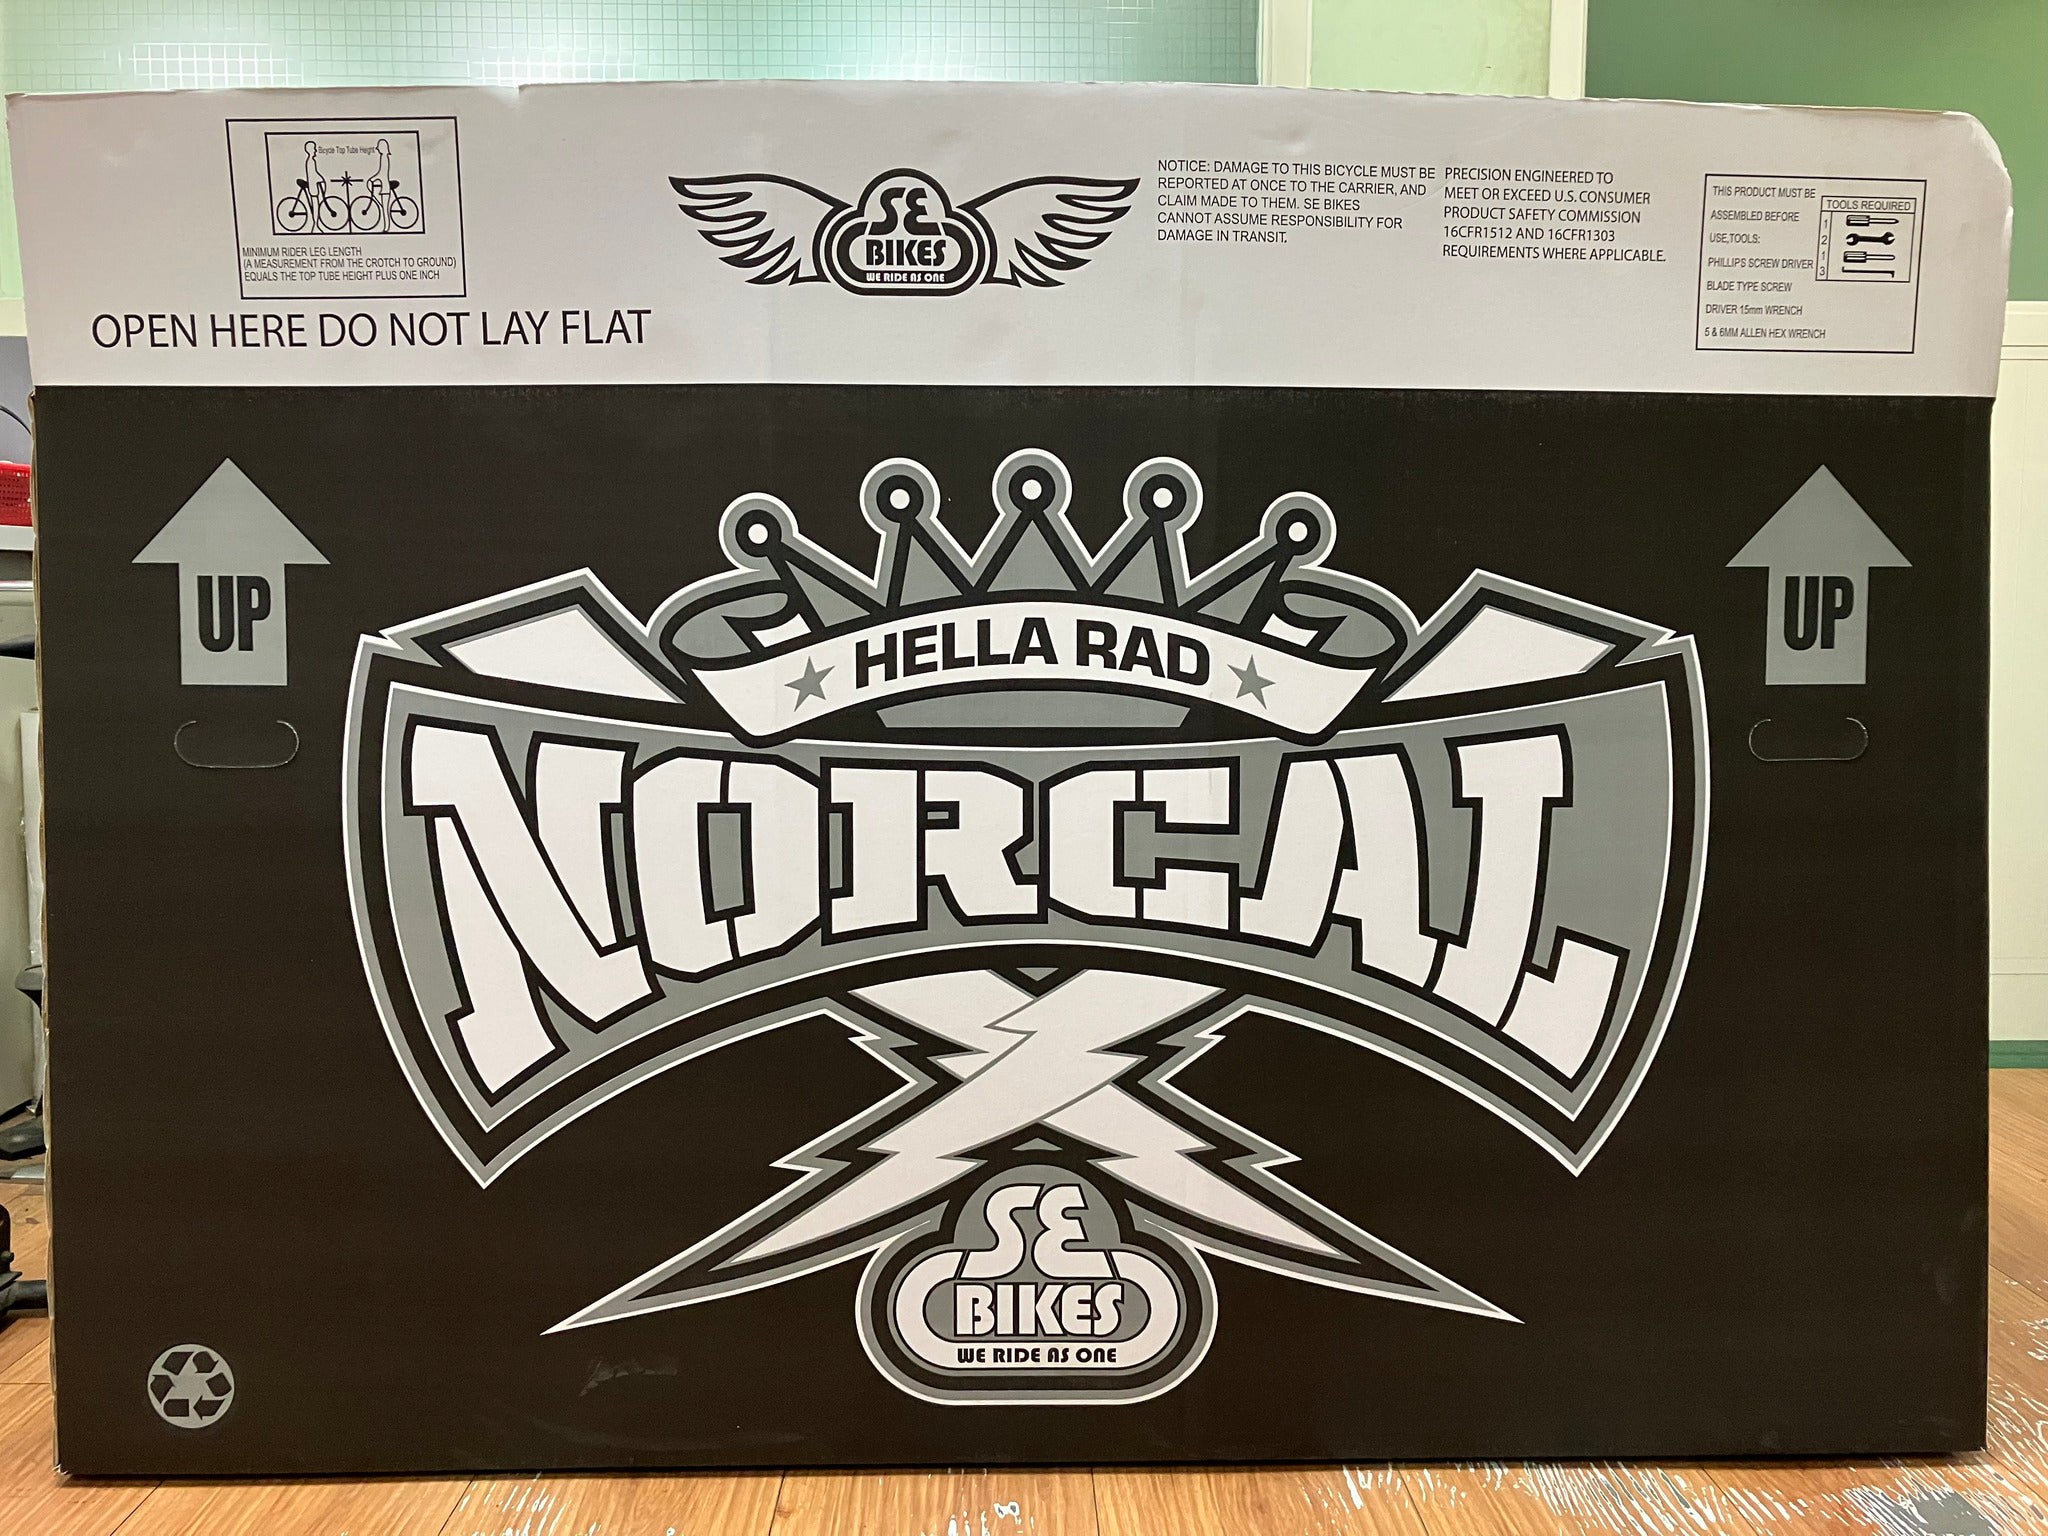 Bicycle Top Tube Height
MINIMUM RIDER LEG LENGTH
(A MEASUREMENT FROM THE CROTCH TO GROUND)
EQUALS THE TOP TUBE HEIGHT PLUS ONE INCH
OPEN HERE DO NOT LAY FLAT
SE
BIKES
WE RIDE AS ONE
NOTICE: DAMAGE TO THIS BICYCLE MUST BE
REPORTED AT ONCE TO THE CARRIER, AND
CLAIM MADE TO THEM. SE BIKES
CANNOT ASSUME RESPONSIBILITY FOR
DAMAGE IN TRANSIT.
PRECISION ENGINEERED TO
MEET OR EXCEED U.S. CONSUMER
PRODUCT SAFETY COMMISSION
16CFR1512 AND 16CFR1303
REQUIREMENTS WHERE APPLICABLE.
THIS PRODUCT MUST BE
ASSEMBLED BEFORE
USE,TOOLS:
PHILLIPS SCREW DRIVER
BLADE TYPE SCREW
DRIVER 15mm WRENCH
5 & 6MM ALLEN HEX WRENCH
TOOLS REQUIRED
1
2
1
3
UP
UP
HELLA RAD
NORCAL
SE
BIKES
WE RIDE AS ONE